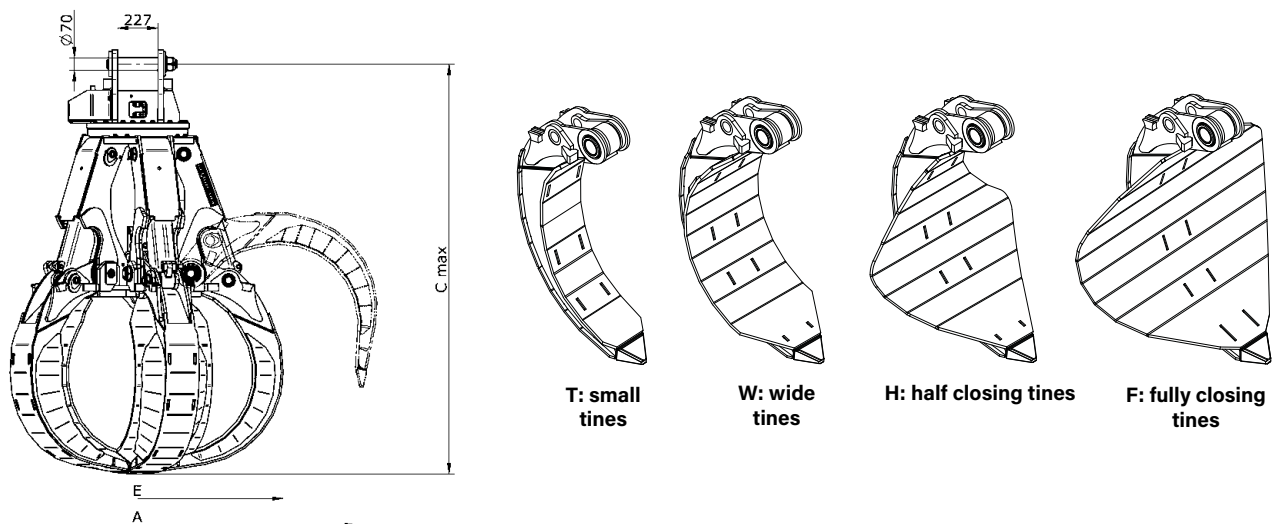 227
Ø70
C max
E
A
T: small
tines
W: wide
tines
H: half closing tines
F: fully closing
tines